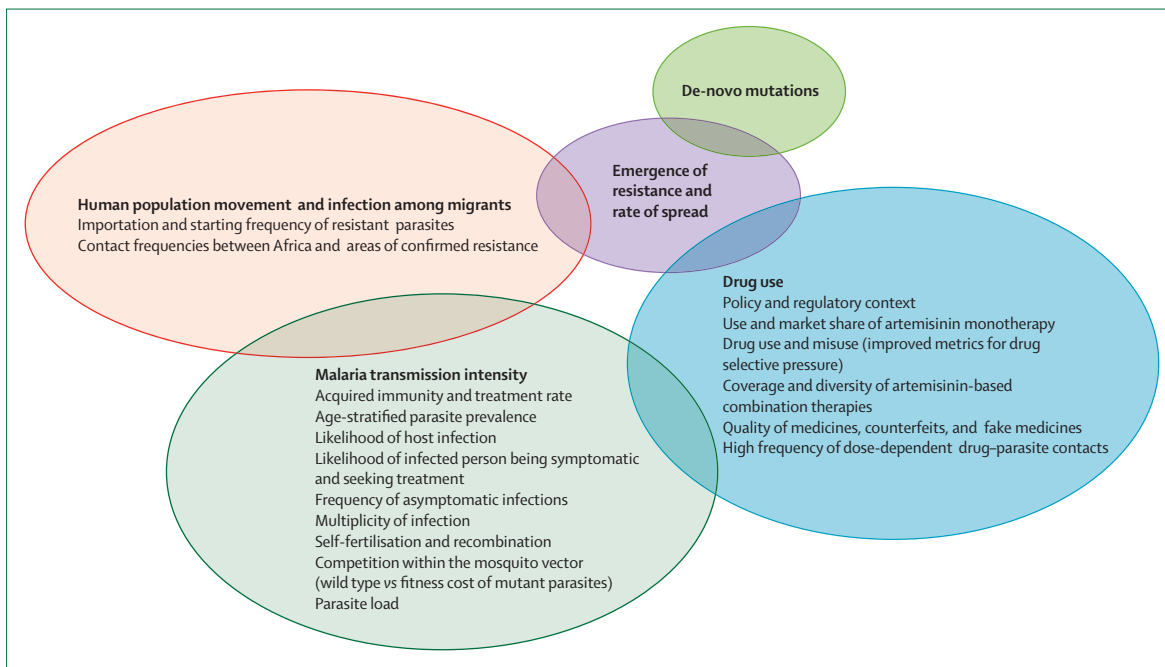 De-novo mutations
Emergence of
resistance and
rate of spread
Human population movement and infection among migrants
Importation and starting frequency of resistant parasites
Contact frequencies between Africa and areas of confirmed resistance
Drug use
Policy and regulatory context
Use and market share of artemisinin monotherapy
Drug use and misuse (improved metrics for drug
selective pressure)
Coverage and diversity of artemisinin-based
combination therapies
Quality of medicines, counterfeits, and fake medicines
High frequency of dose-dependent drug–parasite contacts
Malaria transmission intensity
Acquired immunity and treatment rate
Age-stratified parasite prevalence
Likelihood of host infection
Likelihood of infected person being symptomatic
and seeking treatment
Frequency of asymptomatic infections
Multiplicity of infection
Self-fertilisation and recombination
Competition within the mosquito vector
(wild type vs fitness cost of mutant parasites)
Parasite load